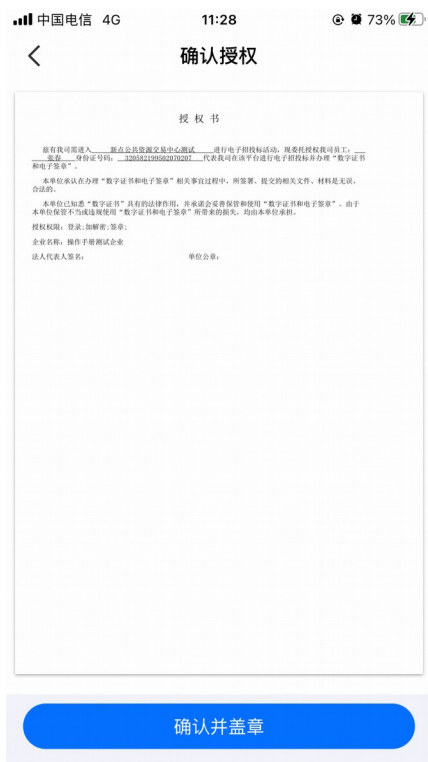 中国电信 4G 11:28 73%
确认授权
授 权 书
兹有我司需进入 新点公共资源交易中心测试 进行电子招投标活动，现委托授权我司员工：
张春 身份证号码：320582199502070207 代表我司在该平台进行电子招投标并办理“数字证书
和电子签章”。
本单位承认在办理“数字证书和电子签章”相关事宜过程中，所签署、提交的相关文件、材料是无误、
合法的。
本单位已知悉“数字证书”具有的法律作用，并承诺会妥善保管和使用“数字证书和电子签章”。由于
本单位保管不当或违规使用“数字证书和电子签章”所带来的损失，均由本单位承担。
授权权限：登录;加解密;签章;
企业名称：操作手册测试企业
法人代表人签名： 单位公章：
确认并盖章